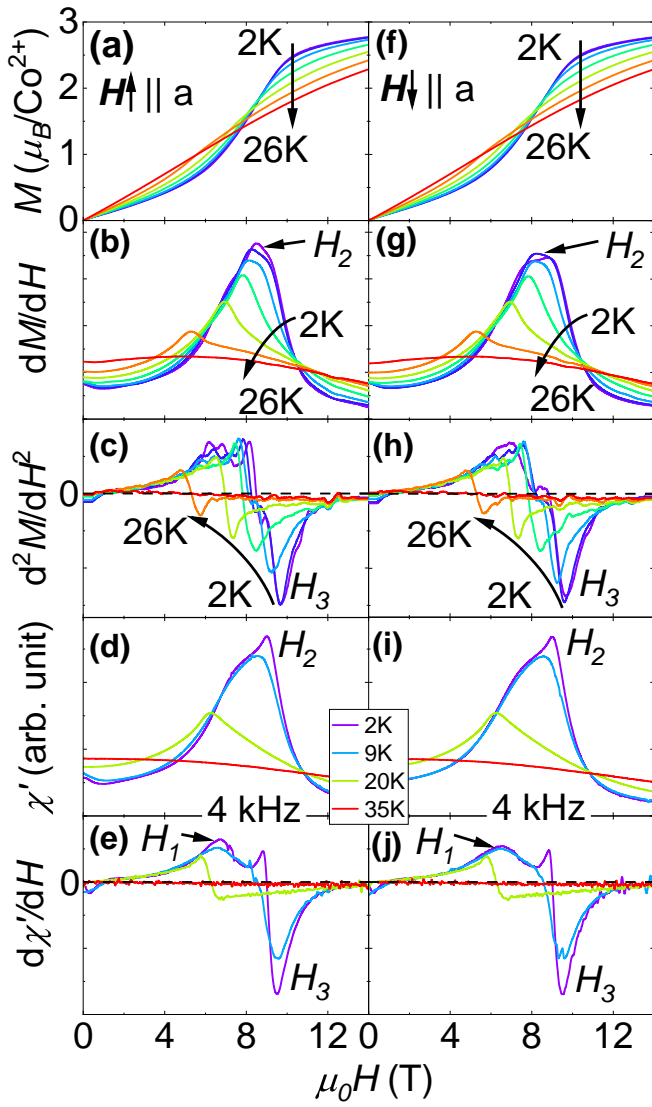 (a)
2K
H || a
26K
M (μB/Co2+)
3
2
1
0
(f)
2K
H || a
26K
(b)
H2
2K
26K
dM/dH
(g)
H2
2K
26K
(c)
26K
2K
H3
d2M/dH2
0
(h)
26K
2K
H3
(d)
H2
4 kHz
χ' (arb. unit)
(i)
H2
4 kHz
2K
9K
20K
35K
(e)
H1
H3
dχ'/dH
0
(j)
H1
H3
0 4 8 12 0 4 8 12
μ0H (T)